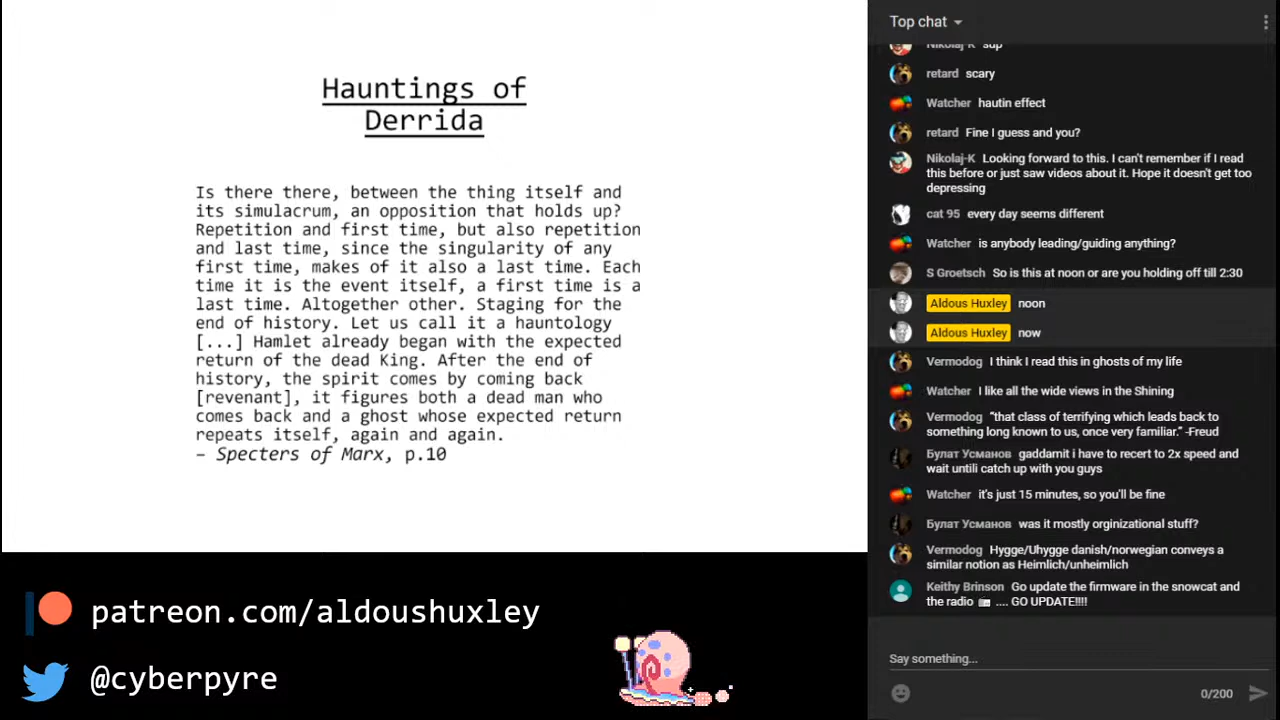 Hauntings of
Derrida
Is there there, between the thing itself and
its simulacrum, an opposition that holds up?
Repetition and first time, but also repetition
and last time, since the singularity of any
first time, makes of it also a last time. Each
time it is the event itself, a first time is a
last time. Altogether other. Staging for the
end of history. Let us call it a hauntology
[...] Hamlet already began with the expected
return of the dead King. After the end of
history, the spirit comes by coming back
[revenant], it figures both a dead man who
comes back and a ghost whose expected return
repeats itself, again and again.
– Specters of Marx, p.10
patreon.com/aldoushuxley
@cyberpyre
Top chat
Nikolaj-K sup
retard scary
Watcher hautin effect
retard Fine I guess and you?
Nikolaj-K Looking forward to this. I can't remember if I read
this before or just saw videos about it. Hope it doesn't get too
depressing
cat 95 every day seems different
Watcher is anybody leading/guiding anything?
S Groetsch So is this at noon or are you holding off till 2:30
Aldous Huxley noon
Aldous Huxley now
Vermodog I think I read this in ghosts of my life
Watcher I like all the wide views in the Shining
Vermodog “that class of terrifying which leads back to
something long known to us, once very familiar.” -Freud
Булат Усманов gaddamit i have to recert to 2x speed and
wait untili catch up with you guys
Watcher it's just 15 minutes, so you'll be fine
Булат Усманов was it mostly orginizational stuff?
Vermodog Hygge/Uhygge danish/norwegian conveys a
similar notion as Heimlich/unheimlich
Keithy Brinson Go update the firmware in the snowcat and
the radio 📻 .... GO UPDATE!!!!
Say something...
0/200